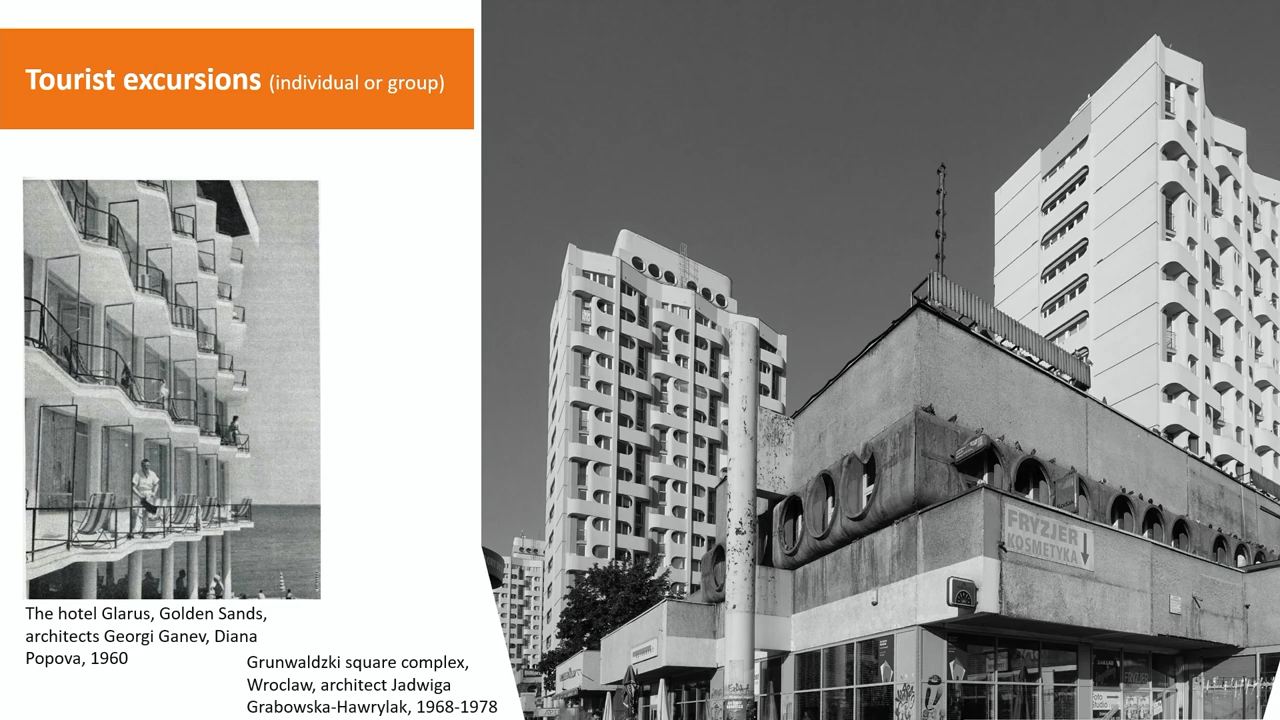 Tourist excursions (individual or group)
The hotel Glarus, Golden Sands,
architects Georgi Ganev, Diana
Popova, 1960
Grunwaldzki square complex,
Wroclaw, architect Jadwiga
Grabowska-Hawrylak, 1968-1978
FRYZJER
KOSMETYKA